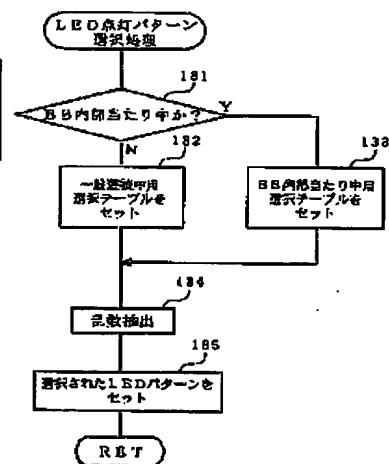 LED点灯パターン
選択処理
181
BB内部当たり中か?
Y
N
182
一般遊技中用
選択テーブルを
セット
183
BB内部当たり中用
選択テーブルを
セット
184
乱数抽出
185
選択されたLEDパターンを
セット
RET